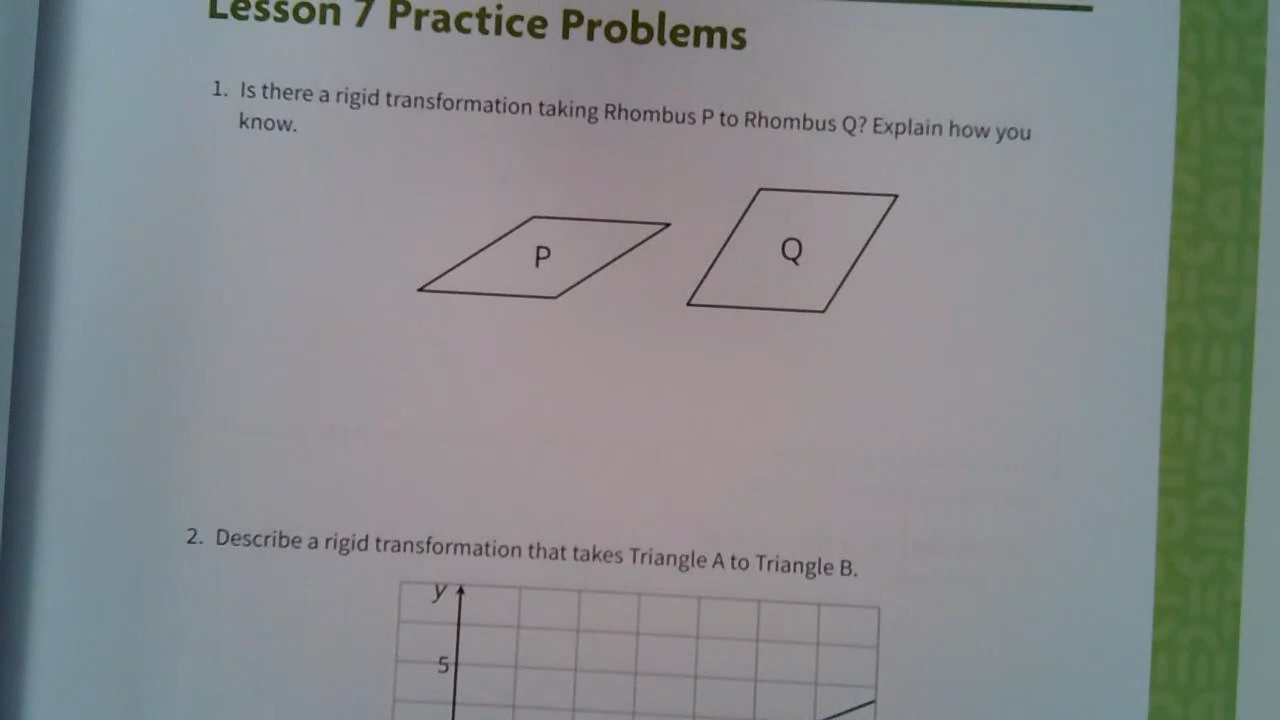 Lesson 7 Practice Problems
1. Is there a rigid transformation taking Rhombus P to Rhombus Q? Explain how you
know.
P
Q
2. Describe a rigid transformation that takes Triangle A to Triangle B.
y
5